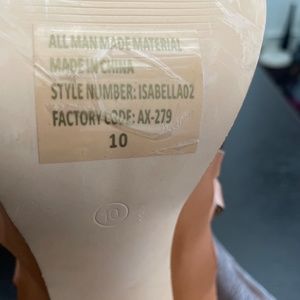 ALL MAN MADE MATERIAL
MADE IN CHINA
STYLE NUMBER: ISABELLA02
FACTORY CODE: AX-279
10
10